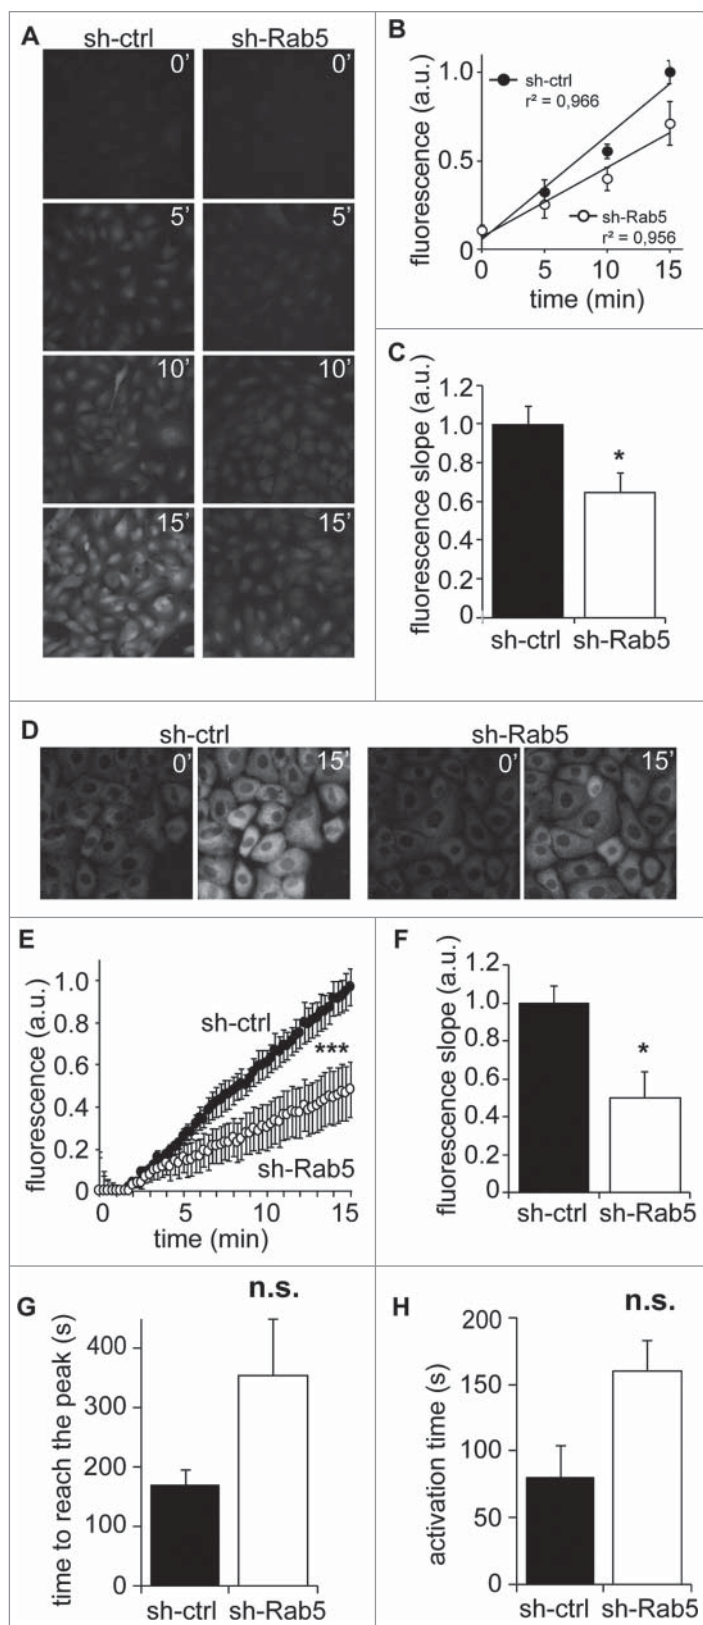 A
sh-ctrl sh-Rab5
0' 0'
5' 5'
10' 10'
15' 15'
B
fluorescence (a.u.)
1.0
0.5
0
sh-ctrl
r² = 0,966
sh-Rab5
r² = 0,956
0 5 10 15
time (min)
C
fluorescence slope (a.u.)
1.2
1.0
0.8
0.6
0.4
0.2
0
*
sh-ctrl sh-Rab5
D
sh-ctrl sh-Rab5
0' 15' 0' 15'
E
fluorescence (a.u.)
1.0
0.8
0.6
0.4
0.2
0
sh-ctrl
***
sh-Rab5
0 5 10 15
time (min)
F
fluorescence slope (a.u.)
1.2
1.0
0.8
0.6
0.4
0.2
0
*
sh-ctrl sh-Rab5
G
n.s.
time to reach the peak (s)
400
300
200
100
0
sh-ctrl sh-Rab5
H
n.s.
activation time (s)
200
150
100
50
0
sh-ctrl sh-Rab5